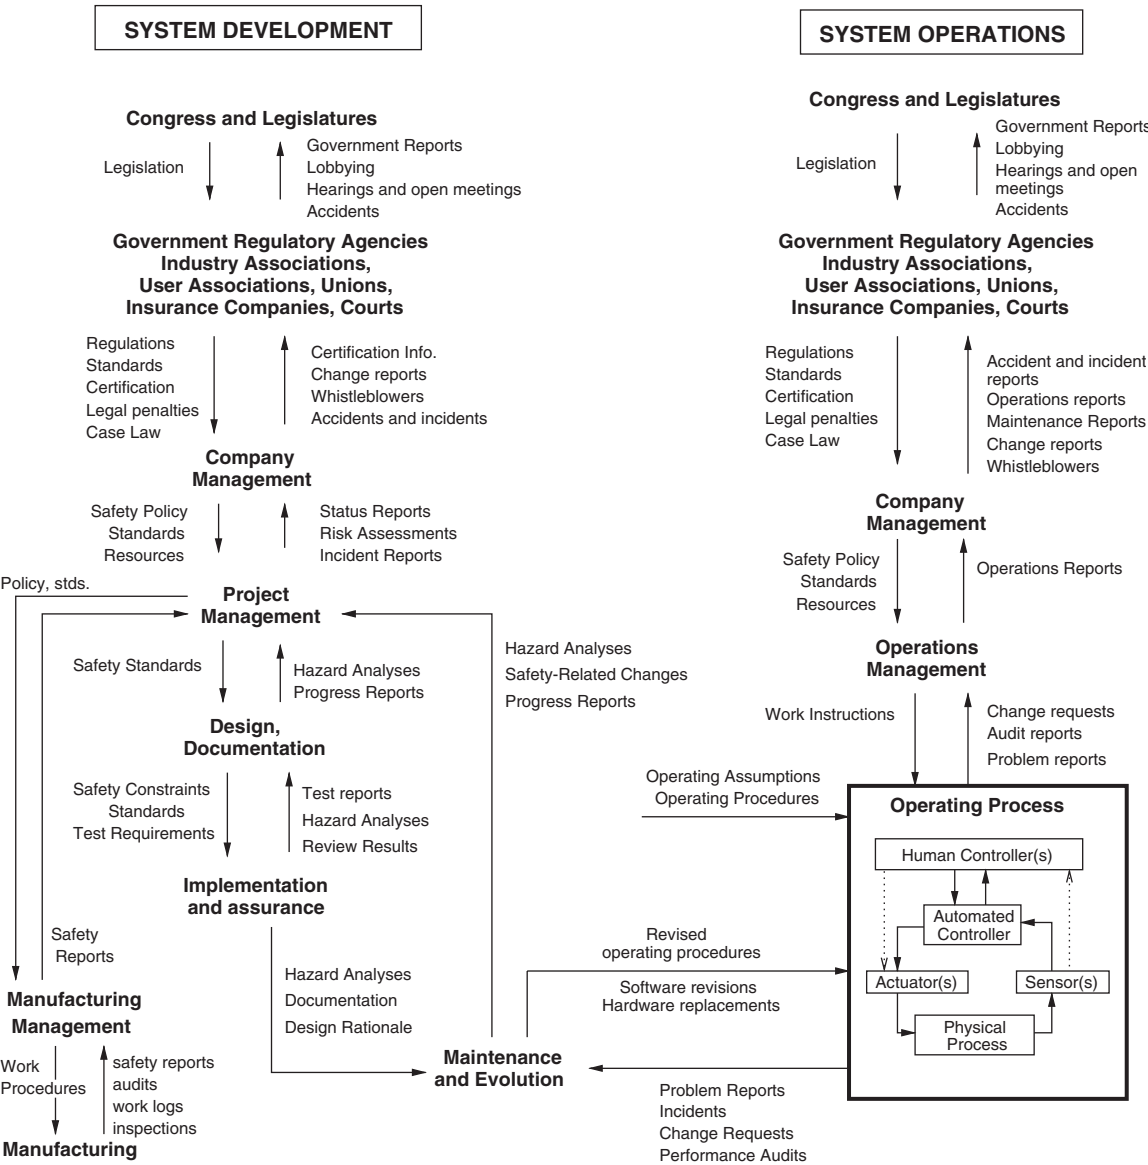 SYSTEM DEVELOPMENT
Congress and Legislatures
Legislation
Government Reports
Lobbying
Hearings and open meetings
Accidents
Government Regulatory Agencies
Industry Associations,
User Associations, Unions,
Insurance Companies, Courts
Regulations
Standards
Certification
Legal penalties
Case Law
Certification Info.
Change reports
Whistleblowers
Accidents and incidents
Company
Management
Safety Policy
Standards
Resources
Status Reports
Risk Assessments
Incident Reports
Policy, stds.
Project
Management
Safety Standards
Hazard Analyses
Progress Reports
Hazard Analyses
Safety-Related Changes
Progress Reports
Design,
Documentation
Safety Constraints
Standards
Test Requirements
Test reports
Hazard Analyses
Review Results
Implementation
and assurance
Safety
Reports
Hazard Analyses
Documentation
Design Rationale
Manufacturing
Management
Work
Procedures
safety reports
audits
work logs
inspections
Manufacturing
Maintenance
and Evolution
SYSTEM OPERATIONS
Congress and Legislatures
Legislation
Government Reports
Lobbying
Hearings and open
meetings
Accidents
Government Regulatory Agencies
Industry Associations,
User Associations, Unions,
Insurance Companies, Courts
Regulations
Standards
Certification
Legal penalties
Case Law
Accident and incident
reports
Operations reports
Maintenance Reports
Change reports
Whistleblowers
Company
Management
Safety Policy
Standards
Resources
Operations Reports
Operations
Management
Work Instructions
Change requests
Audit reports
Problem reports
Operating Assumptions
Operating Procedures
Operating Process
Human Controller(s)
Automated
Controller
Actuator(s)
Sensor(s)
Physical
Process
Revised
operating procedures
Software revisions
Hardware replacements
Problem Reports
Incidents
Change Requests
Performance Audits